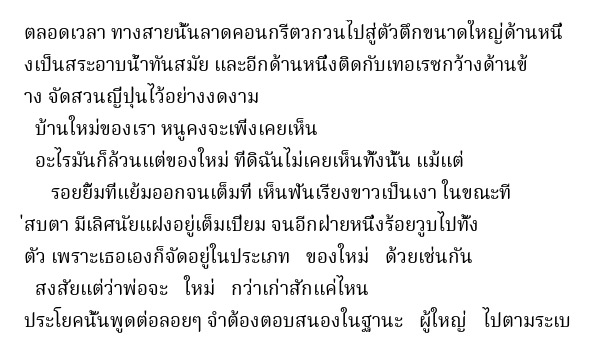 ตลอดเวลา ทางสายนั้นลาดคอนกรีตวกวนไปสู่ตัวตึกขนาดใหญ่ด้านหนึ่
งเป็นสระอาบน้ำทันสมัย และอีกด้านหนึ่งติดกับเทอเรซกว้างด้านข้
าง จัดสวนญี่ปุ่นไว้อย่างงดงาม
บ้านใหม่ของเรา หนูคงจะเพิ่งเคยเห็น
อะไรมันก็ล้วนแต่ของใหม่ ที่ดิฉันไม่เคยเห็นทั้งนั้น แม้แต่
รอยยิ้มที่แย้มออกจนเต็มที่ เห็นฟันเรียงขาวเป็นเงา ในขณะที
่สบตา มีเลิศนัยแฝงอยู่เต็มเปี่ยม จนอีกฝ่ายหนึ่งร้อยวูบไปทั้ง
ตัว เพราะเธอเองก็จัดอยู่ในประเภท ของใหม่ ด้วยเช่นกัน
สงสัยแต่ว่าพ่อจะ ใหม่ กว่าเก่าสักแค่ไหน
ประโยคนั้นพูดต่อลอยๆ จำต้องตอบสนองในฐานะ ผู้ใหญ่ ไปตามระเบ